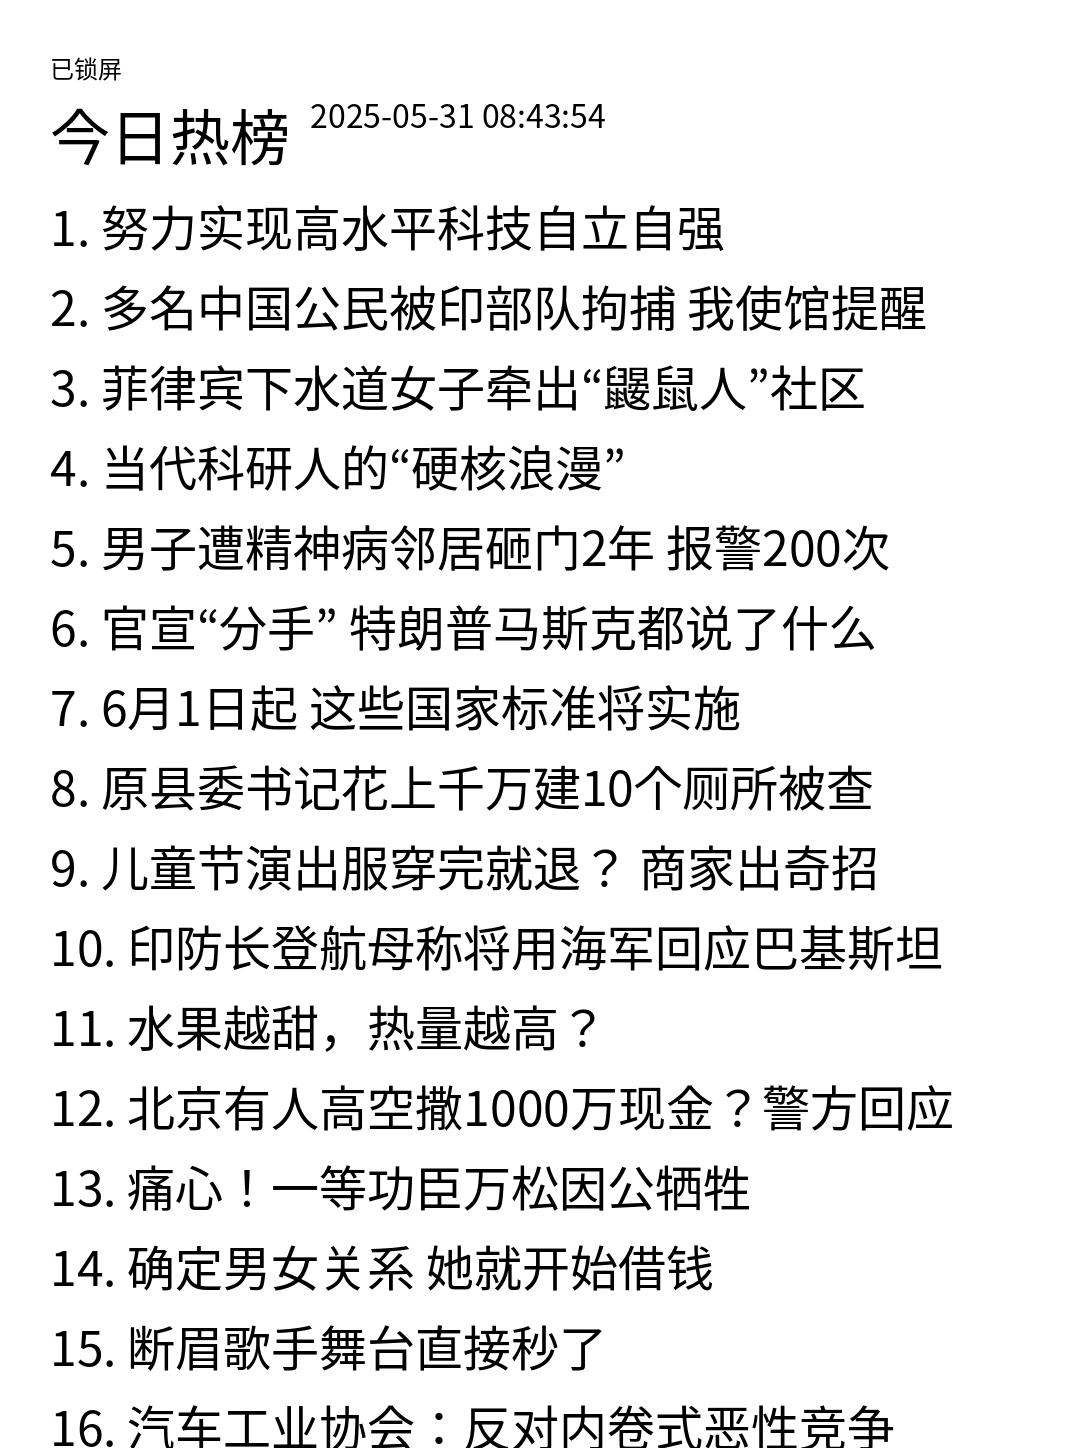 已锁屏
今日热榜 2025-05-31 08:43:54
1. 努力实现高水平科技自立自强
2. 多名中国公民被印部队拘捕 我使馆提醒
3. 菲律宾下水道女子牵出“鼹鼠人”社区
4. 当代科研人的“硬核浪漫”
5. 男子遭精神病邻居砸门2年 报警200次
6. 官宣“分手” 特朗普马斯克都说了什么
7. 6月1日起 这些国家标准将实施
8. 原县委书记花上千万建10个厕所被查
9. 儿童节演出服穿完就退？ 商家出奇招
10. 印防长登航母称将用海军回应巴基斯坦
11. 水果越甜，热量越高？
12. 北京有人高空撒1000万现金？警方回应
13. 痛心！一等功臣万松因公牺牲
14. 确定男女关系 她就开始借钱
15. 断眉歌手舞台直接秒了
16. 汽车工业协会：反对内卷式恶性竞争